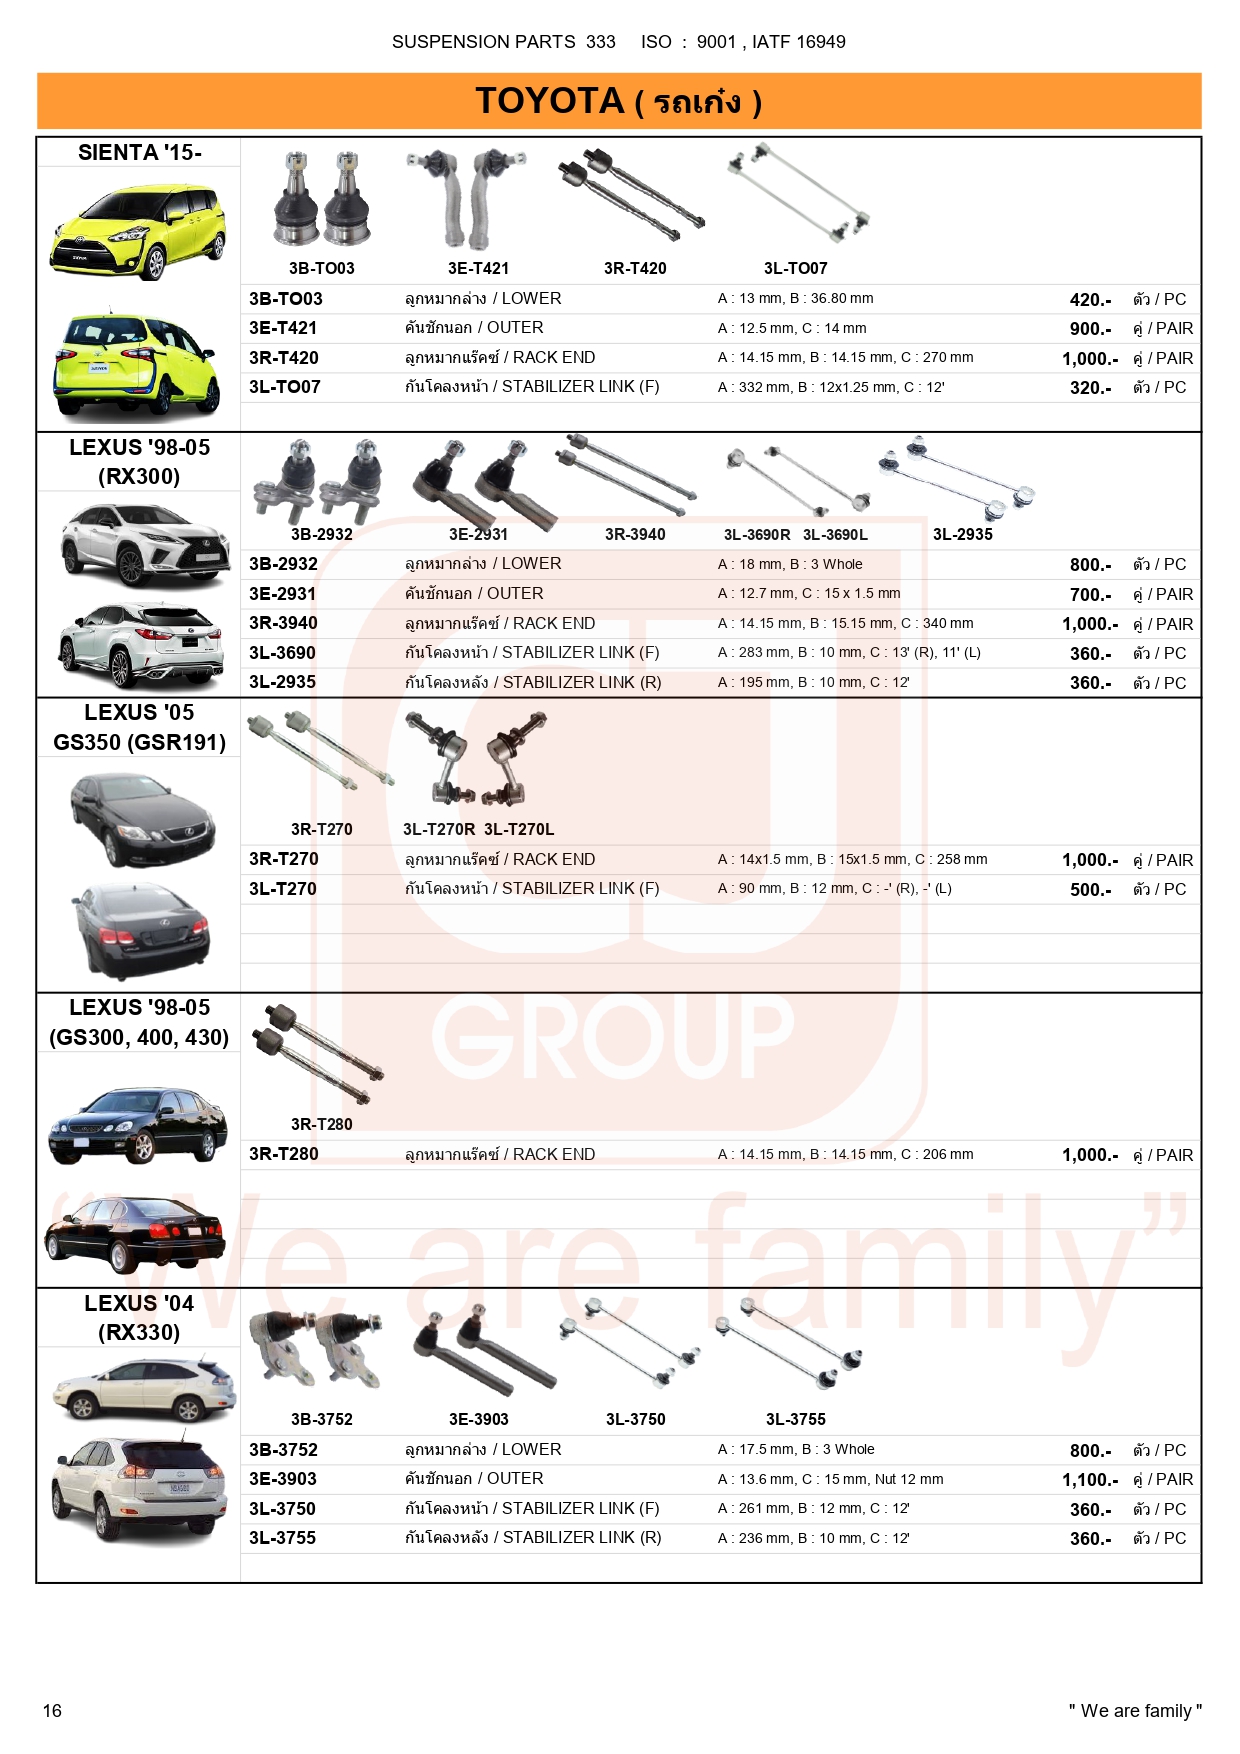 SUSPENSION PARTS 333 ISO : 9001 , IATF 16949
TOYOTA ( รถเก๋ง )
SIENTA '15-
3B-TO03 3E-T421 3R-T420 3L-TO07
3B-TO03 ลูกหมากล่าง / LOWER A : 13 mm, B : 36.80 mm 420.- ตัว / PC
3E-T421 คันชักนอก / OUTER A : 12.5 mm, C : 14 mm 900.- คู่ / PAIR
3R-T420 ลูกหมากแร๊คซ์ / RACK END A : 14.15 mm, B : 14.15 mm, C : 270 mm 1,000.- คู่ / PAIR
3L-TO07 กันโคลงหน้า / STABILIZER LINK (F) A : 332 mm, B : 12x1.25 mm, C : 12' 320.- ตัว / PC
LEXUS '98-05
(RX300)
3B-2932 3E-2931 3R-3940 3L-3690R 3L-3690L 3L-2935
3B-2932 ลูกหมากล่าง / LOWER A : 18 mm, B : 3 Whole 800.- ตัว / PC
3E-2931 คันชักนอก / OUTER A : 12.7 mm, C : 15 x 1.5 mm 700.- คู่ / PAIR
3R-3940 ลูกหมากแร๊คซ์ / RACK END A : 14.15 mm, B : 15.15 mm, C : 340 mm 1,000.- คู่ / PAIR
3L-3690 กันโคลงหน้า / STABILIZER LINK (F) A : 283 mm, B : 10 mm, C : 13' (R), 11' (L) 360.- ตัว / PC
3L-2935 กันโคลงหลัง / STABILIZER LINK (R) A : 195 mm, B : 10 mm, C : 12' 360.- ตัว / PC
LEXUS '05
GS350 (GSR191)
3R-T270 3L-T270R 3L-T270L
3R-T270 ลูกหมากแร๊คซ์ / RACK END A : 14x1.5 mm, B : 15x1.5 mm, C : 258 mm 1,000.- คู่ / PAIR
3L-T270 กันโคลงหน้า / STABILIZER LINK (F) A : 90 mm, B : 12 mm, C : -' (R), -' (L) 500.- ตัว / PC
CJ
GROUP
LEXUS '98-05
(GS300, 400, 430)
3R-T280
3R-T280 ลูกหมากแร๊คซ์ / RACK END A : 14.15 mm, B : 14.15 mm, C : 206 mm 1,000.- คู่ / PAIR
“We are family”
LEXUS '04
(RX330)
3B-3752 3E-3903 3L-3750 3L-3755
3B-3752 ลูกหมากล่าง / LOWER A : 17.5 mm, B : 3 Whole 800.- ตัว / PC
3E-3903 คันชักนอก / OUTER A : 13.6 mm, C : 15 mm, Nut 12 mm 1,100.- คู่ / PAIR
3L-3750 กันโคลงหน้า / STABILIZER LINK (F) A : 261 mm, B : 12 mm, C : 12' 360.- ตัว / PC
3L-3755 กันโคลงหลัง / STABILIZER LINK (R) A : 236 mm, B : 10 mm, C : 12' 360.- ตัว / PC
16 " We are family "